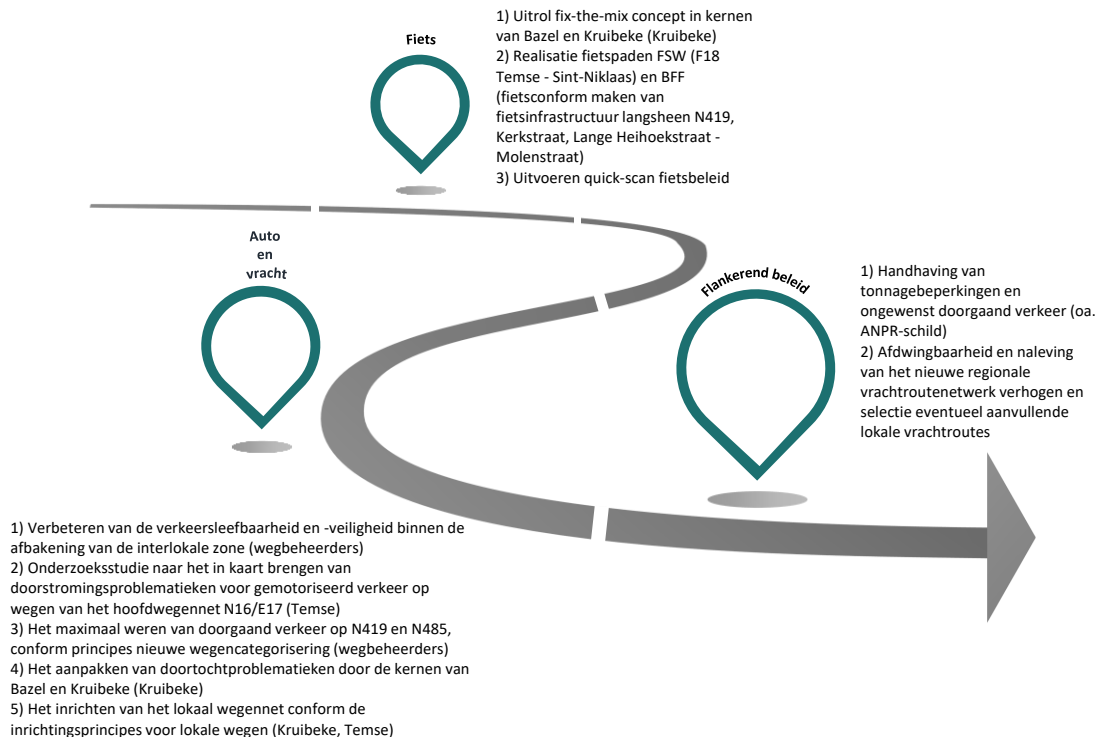 Fiets
1) Uitrol fix-the-mix concept in kernen
van Bazel en Kruibeke (Kruibeke)
2) Realisatie fietspaden FSW (F18
Temse - Sint-Niklaas) en BFF
(fietsconform maken van
fietsinfrastructuur langsheen N419,
Kerkstraat, Lange Heihoekstraat -
Molenstraat)
3) Uitvoeren quick-scan fietsbeleid
Auto
en
vracht
1) Verbeteren van de verkeersleefbaarheid en -veiligheid binnen de
afbakening van de interlokale zone (wegbeheerders)
2) Onderzoeksstudie naar het in kaart brengen van
doorstromingsproblematieken voor gemotoriseerd verkeer op
wegen van het hoofdwegennet N16/E17 (Temse)
3) Het maximaal weren van doorgaand verkeer op N419 en N485,
conform principes nieuwe wegencategorisering (wegbeheerders)
4) Het aanpakken van doortochtproblematieken door de kernen van
Bazel en Kruibeke (Kruibeke)
5) Het inrichten van het lokaal wegennet conform de
inrichtingsprincipes voor lokale wegen (Kruibeke, Temse)
Flankerend beleid
1) Handhaving van
tonnagebeperkingen en
ongewenst doorgaand verkeer (oa.
ANPR-schild)
2) Afdwingbaarheid en naleving
van het nieuwe regionale
vrachtroutenetwerk verhogen en
selectie eventueel aanvullende
lokale vrachtroutes